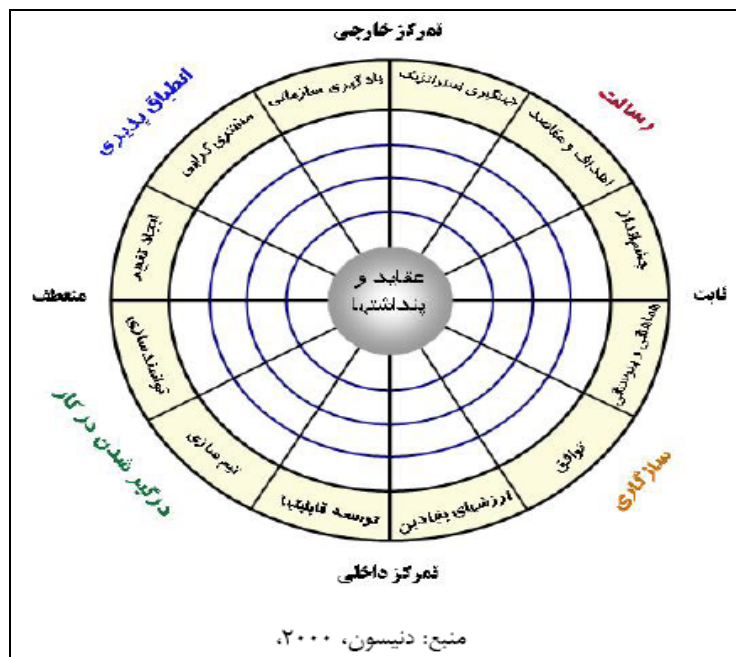 تمرکز خارجی
انطباق پذیری
رسالت
یادگیری سازمانی
جهتگیری استراتژیک
مشتری گرایی
اهداف و مقاصد
ایجاد تغییر
چشم‌انداز
عقاید و
پنداشتها
منعطف
ثابت
توانمندسازی
هماهنگی و پیوستگی
تیم سازی
توافق
توسعه قابلیتها
ارزشهای بنیادین
درگیر شدن در کار
سازگاری
تمرکز داخلی
منبع: دنیسون، ۲۰۰۰،